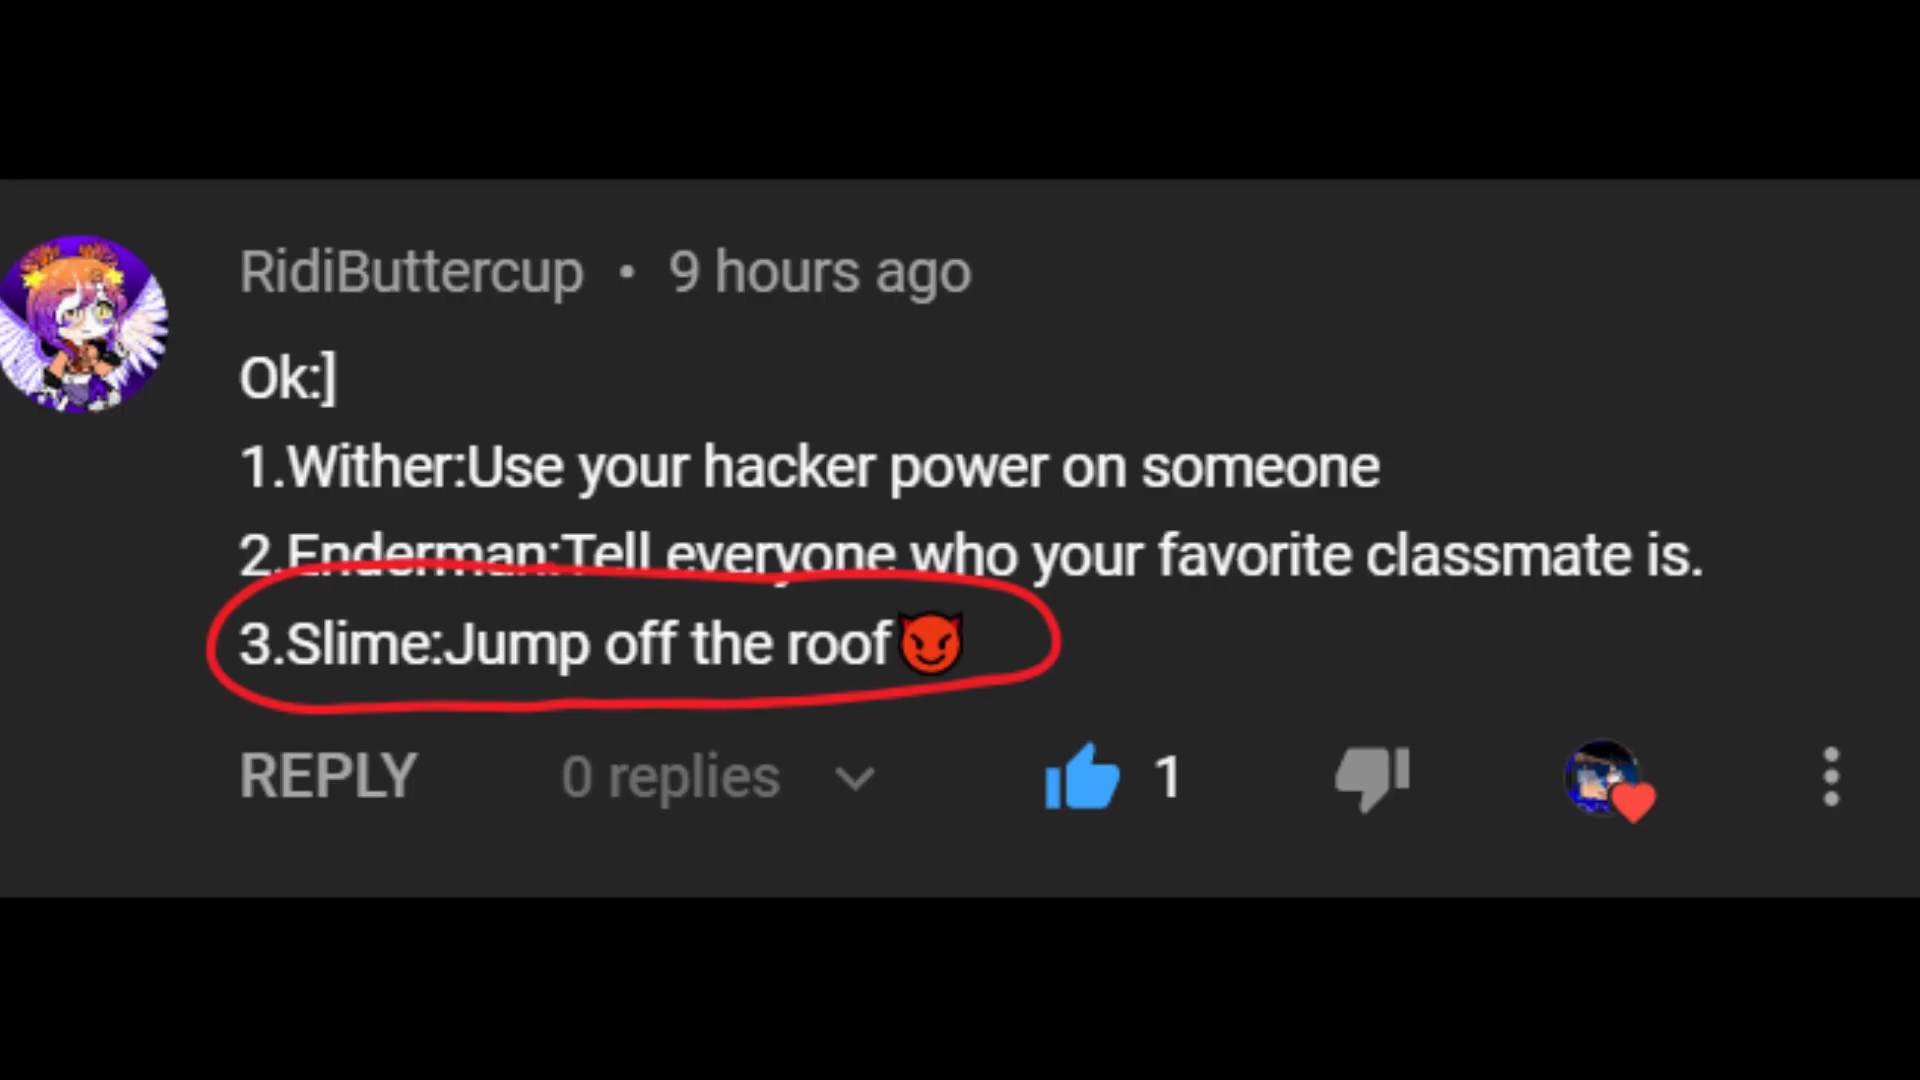 RidiButtercup • 9 hours ago
Ok:]
1.Wither:Use your hacker power on someone
2.Enderman:Tell everyone who your favorite classmate is.
3.Slime:Jump off the roof😈
REPLY 0 replies 1